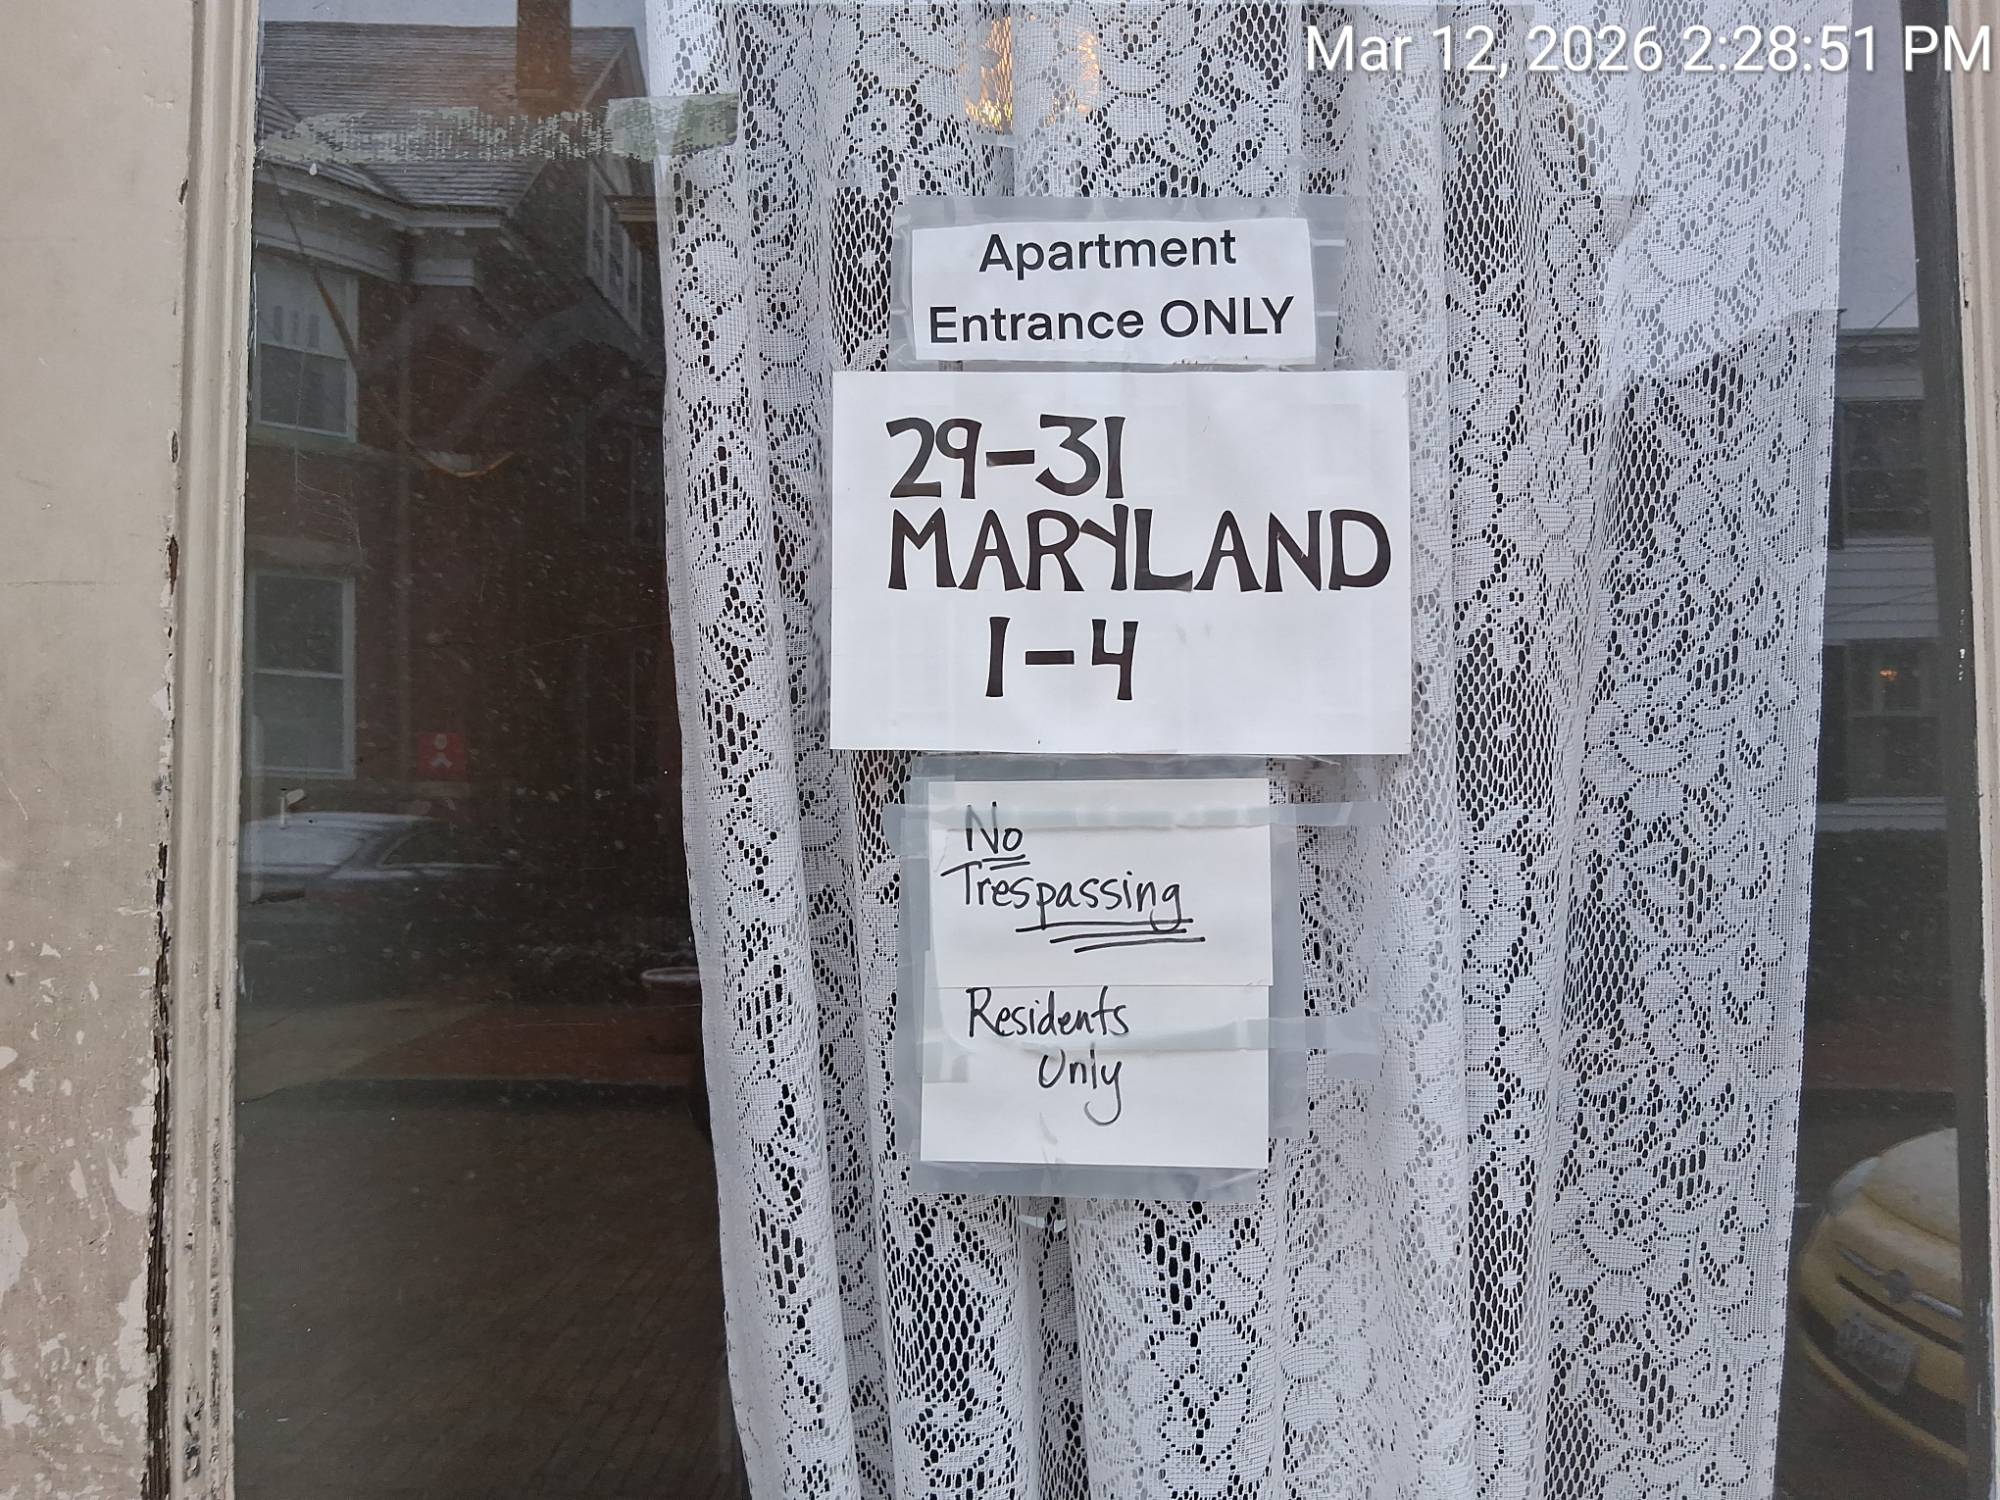 Mar 12, 2026 2:28:51 PM
Apartment
Entrance ONLY
29-31
MARYLAND
1-4
No
Trespassing
Residents
Only